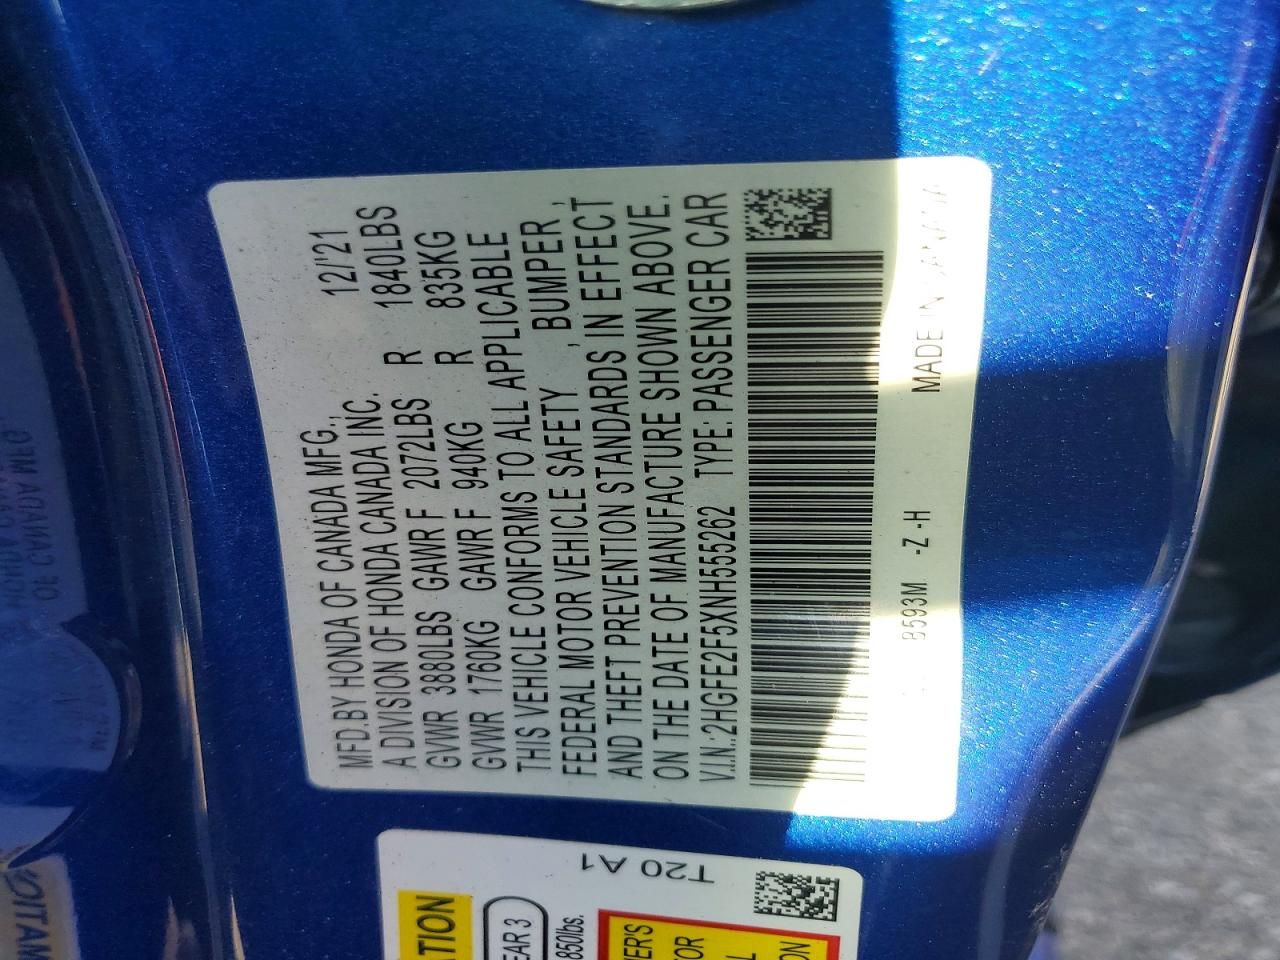 MFD.BY HONDA OF CANADA MFG.,
A DIVISION OF HONDA CANADA INC. 12/'21
GVWR 3880LBS GAWR F 2072LBS R 1840LBS
GVWR 1760KG GAWR F 940KG R 835KG
THIS VEHICLE CONFORMS TO ALL APPLICABLE
FEDERAL MOTOR VEHICLE SAFETY , BUMPER ,
AND THEFT PREVENTION STANDARDS IN EFFECT
ON THE DATE OF MANUFACTURE SHOWN ABOVE.
V.I.N.:2HGFE2F5XNH555262 TYPE: PASSENGER CAR
B593M -Z -H MADE IN CANADA
T20 A1
850lbs.